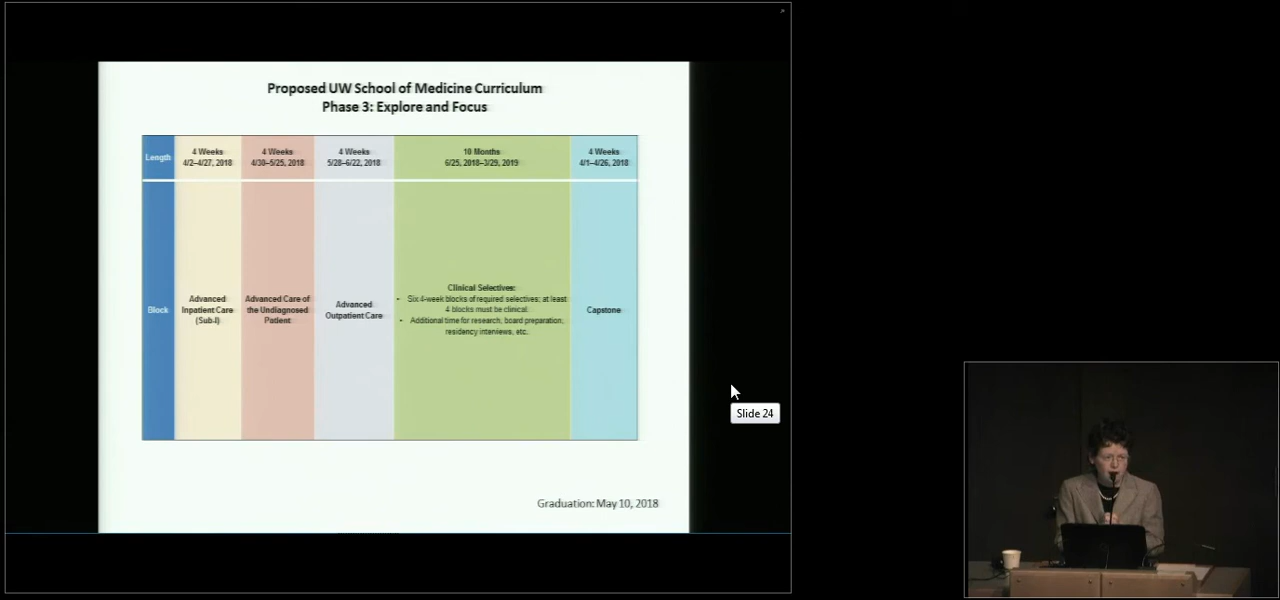 Proposed UW School of Medicine Curriculum
Phase 3: Explore and Focus
Length
4 Weeks
4/2–4/27, 2018
4 Weeks
4/30–5/25, 2018
4 Weeks
5/28–6/22, 2018
10 Months
6/25, 2018–3/29, 2019
4 Weeks
4/1–4/26, 2018
Block
Advanced
Inpatient Care
(Sub-I)
Advanced Care of
the Undiagnosed
Patient
Advanced
Outpatient Care
Clinical Selectives:
• Six 4-week blocks of required selectives; at least
4 blocks must be clinical.
• Additional time for research, board preparation,
residency interviews, etc.
Capstone
Graduation: May 10, 2018
Slide 24